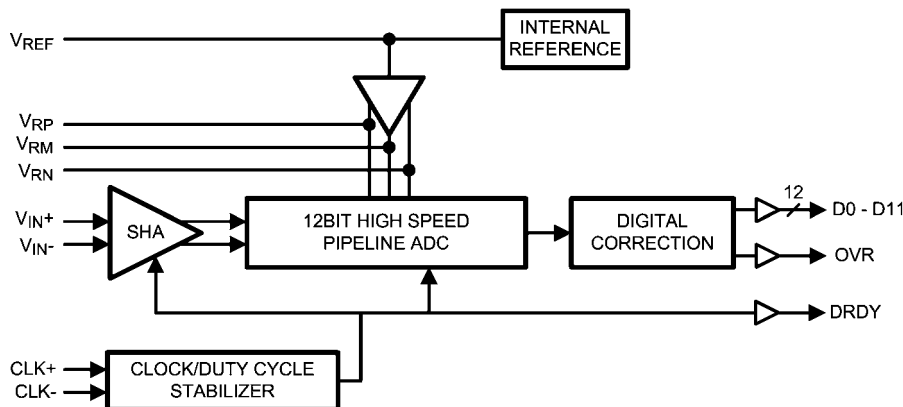 INTERNAL
REFERENCE
VREF
VRP
VRM
VRN
VIN+
VIN-
SHA
12BIT HIGH SPEED
PIPELINE ADC
DIGITAL
CORRECTION
12
D0 - D11
OVR
DRDY
CLK+
CLK-
CLOCK/DUTY CYCLE
STABILIZER